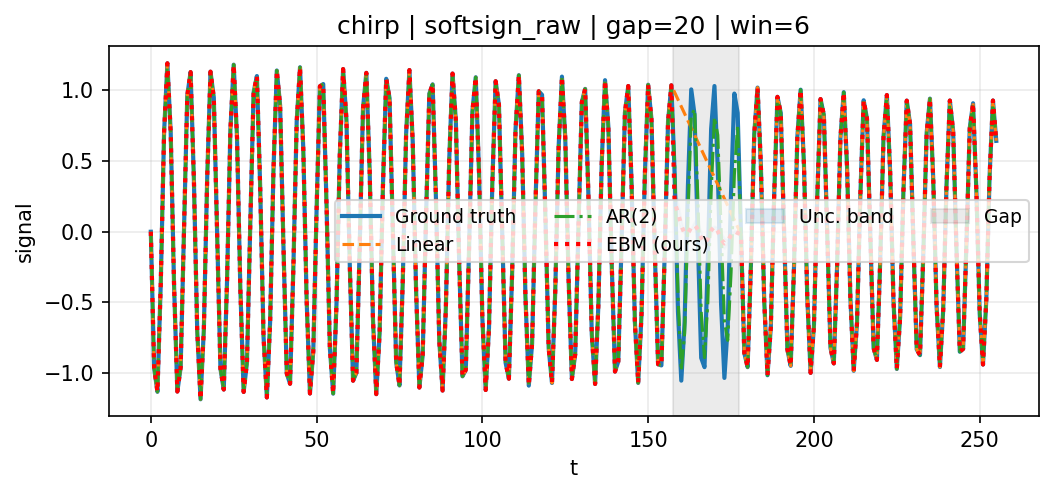 chirp | softsign_raw | gap=20 | win=6
signal
1.0
0.5
0.0
−0.5
−1.0
Ground truth
Linear
AR(2)
EBM (ours)
Unc. band
Gap
0 50 100 150 200 250
t